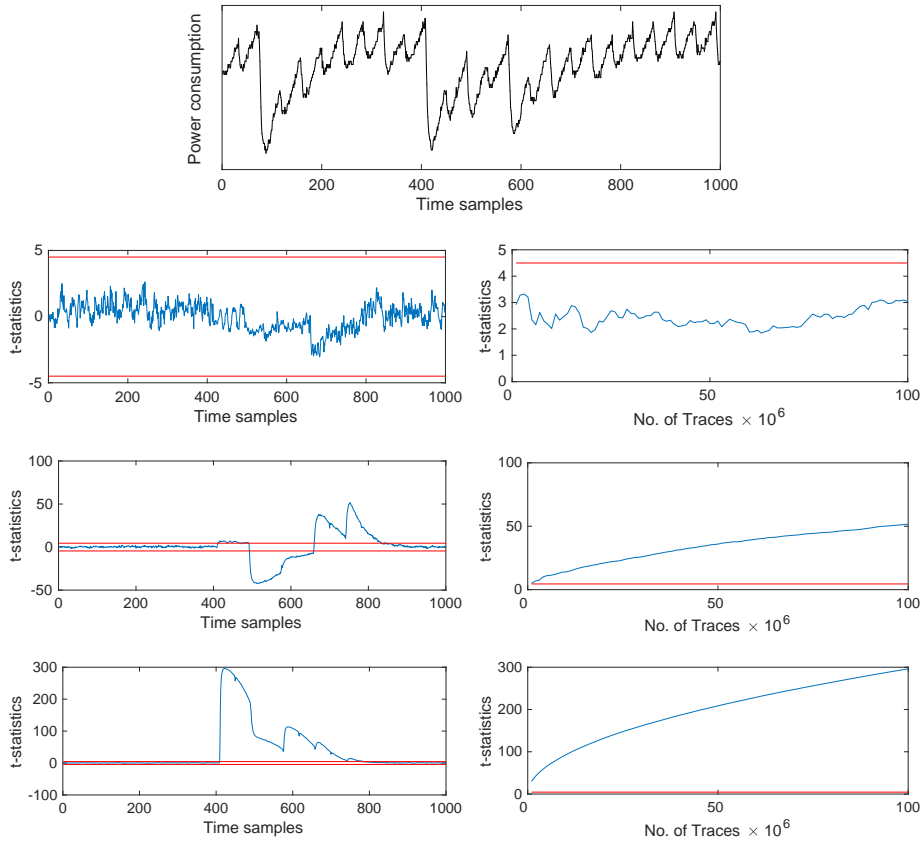 Power consumption
0 200 400 600 800 1000
Time samples
t-statistics
5
0
-5
0 200 400 600 800 1000
Time samples
t-statistics
5
4
3
2
1
0
0 50 100
No. of Traces × 10^6
t-statistics
100
50
0
-50
0 200 400 600 800 1000
Time samples
t-statistics
100
50
0
0 50 100
No. of Traces × 10^6
t-statistics
300
200
100
0
-100
0 200 400 600 800 1000
Time samples
t-statistics
300
200
100
0
0 50 100
No. of Traces × 10^6